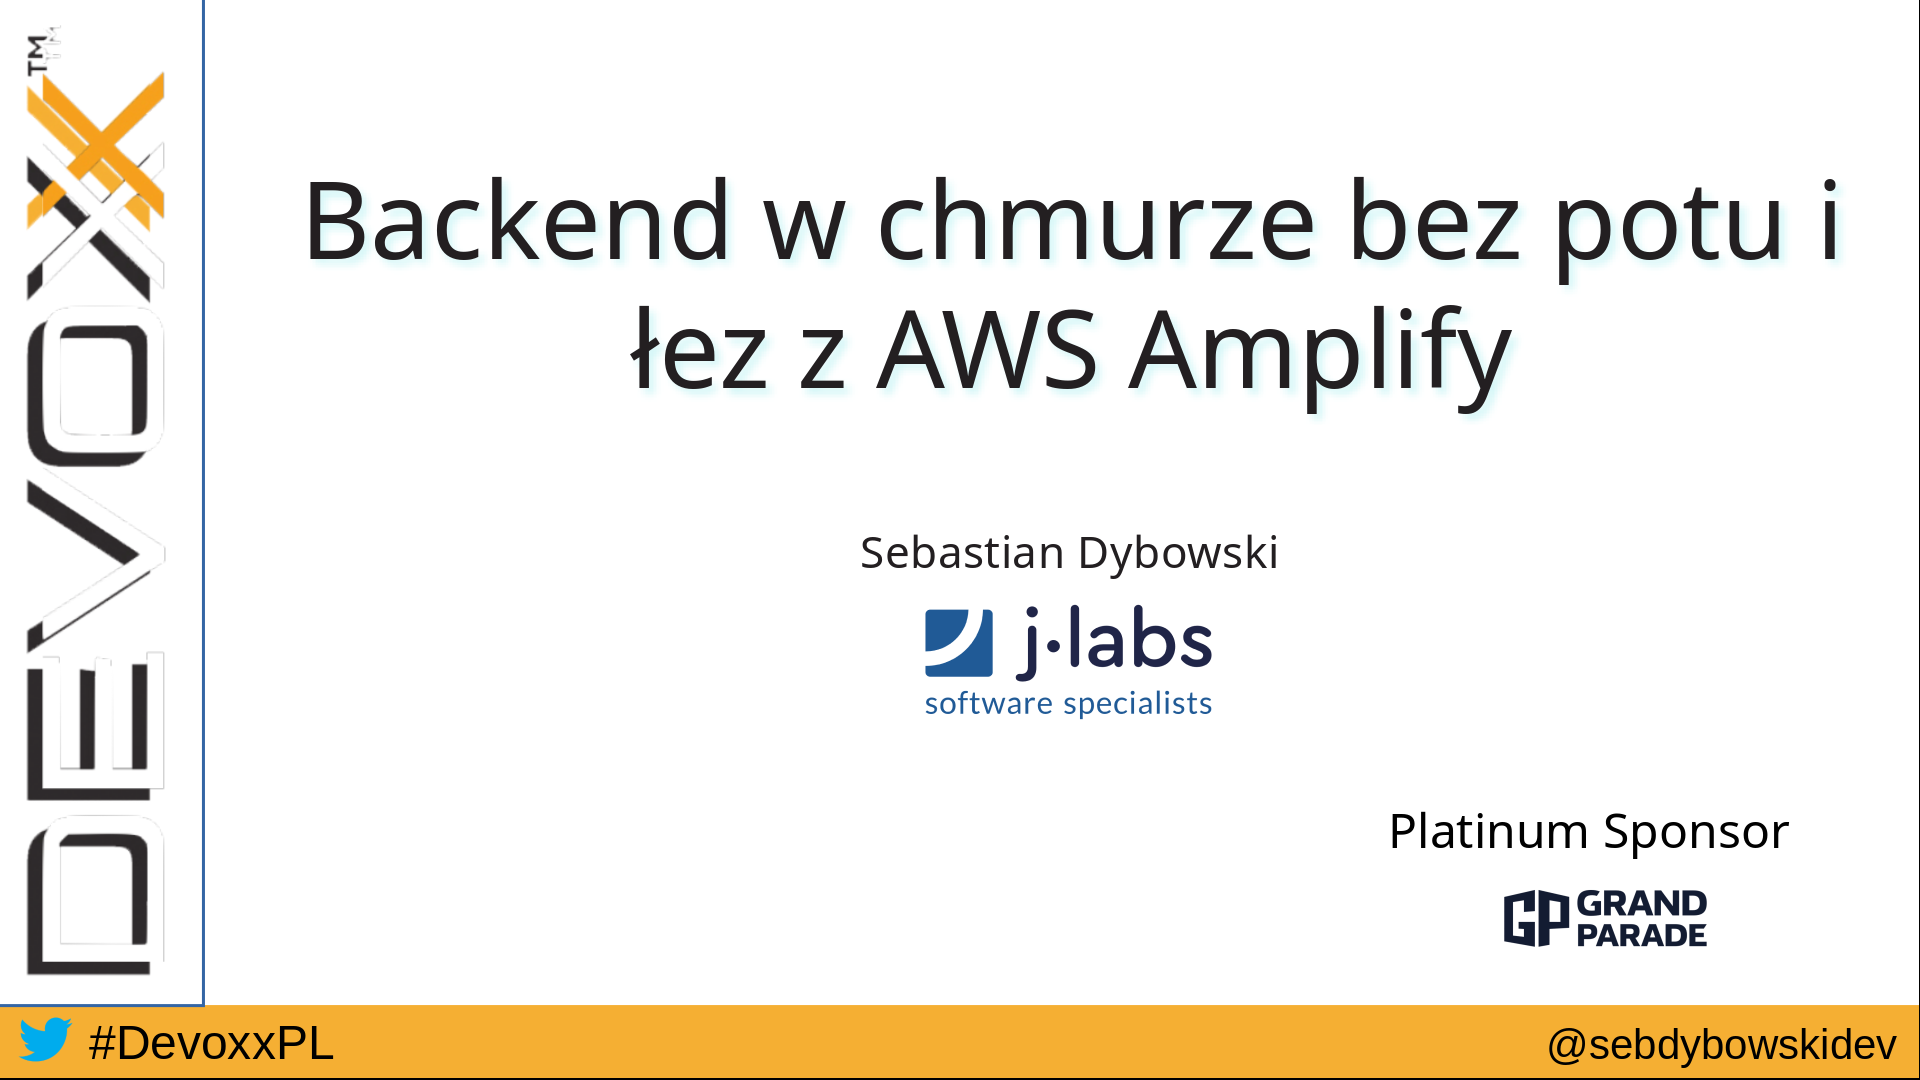 DEVOXX™
Backend w chmurze bez potu i
łez z AWS Amplify
Sebastian Dybowski
j·labs
software specialists
Platinum Sponsor
GP GRAND
PARADE
#DevoxxPL
@sebdybowskidev